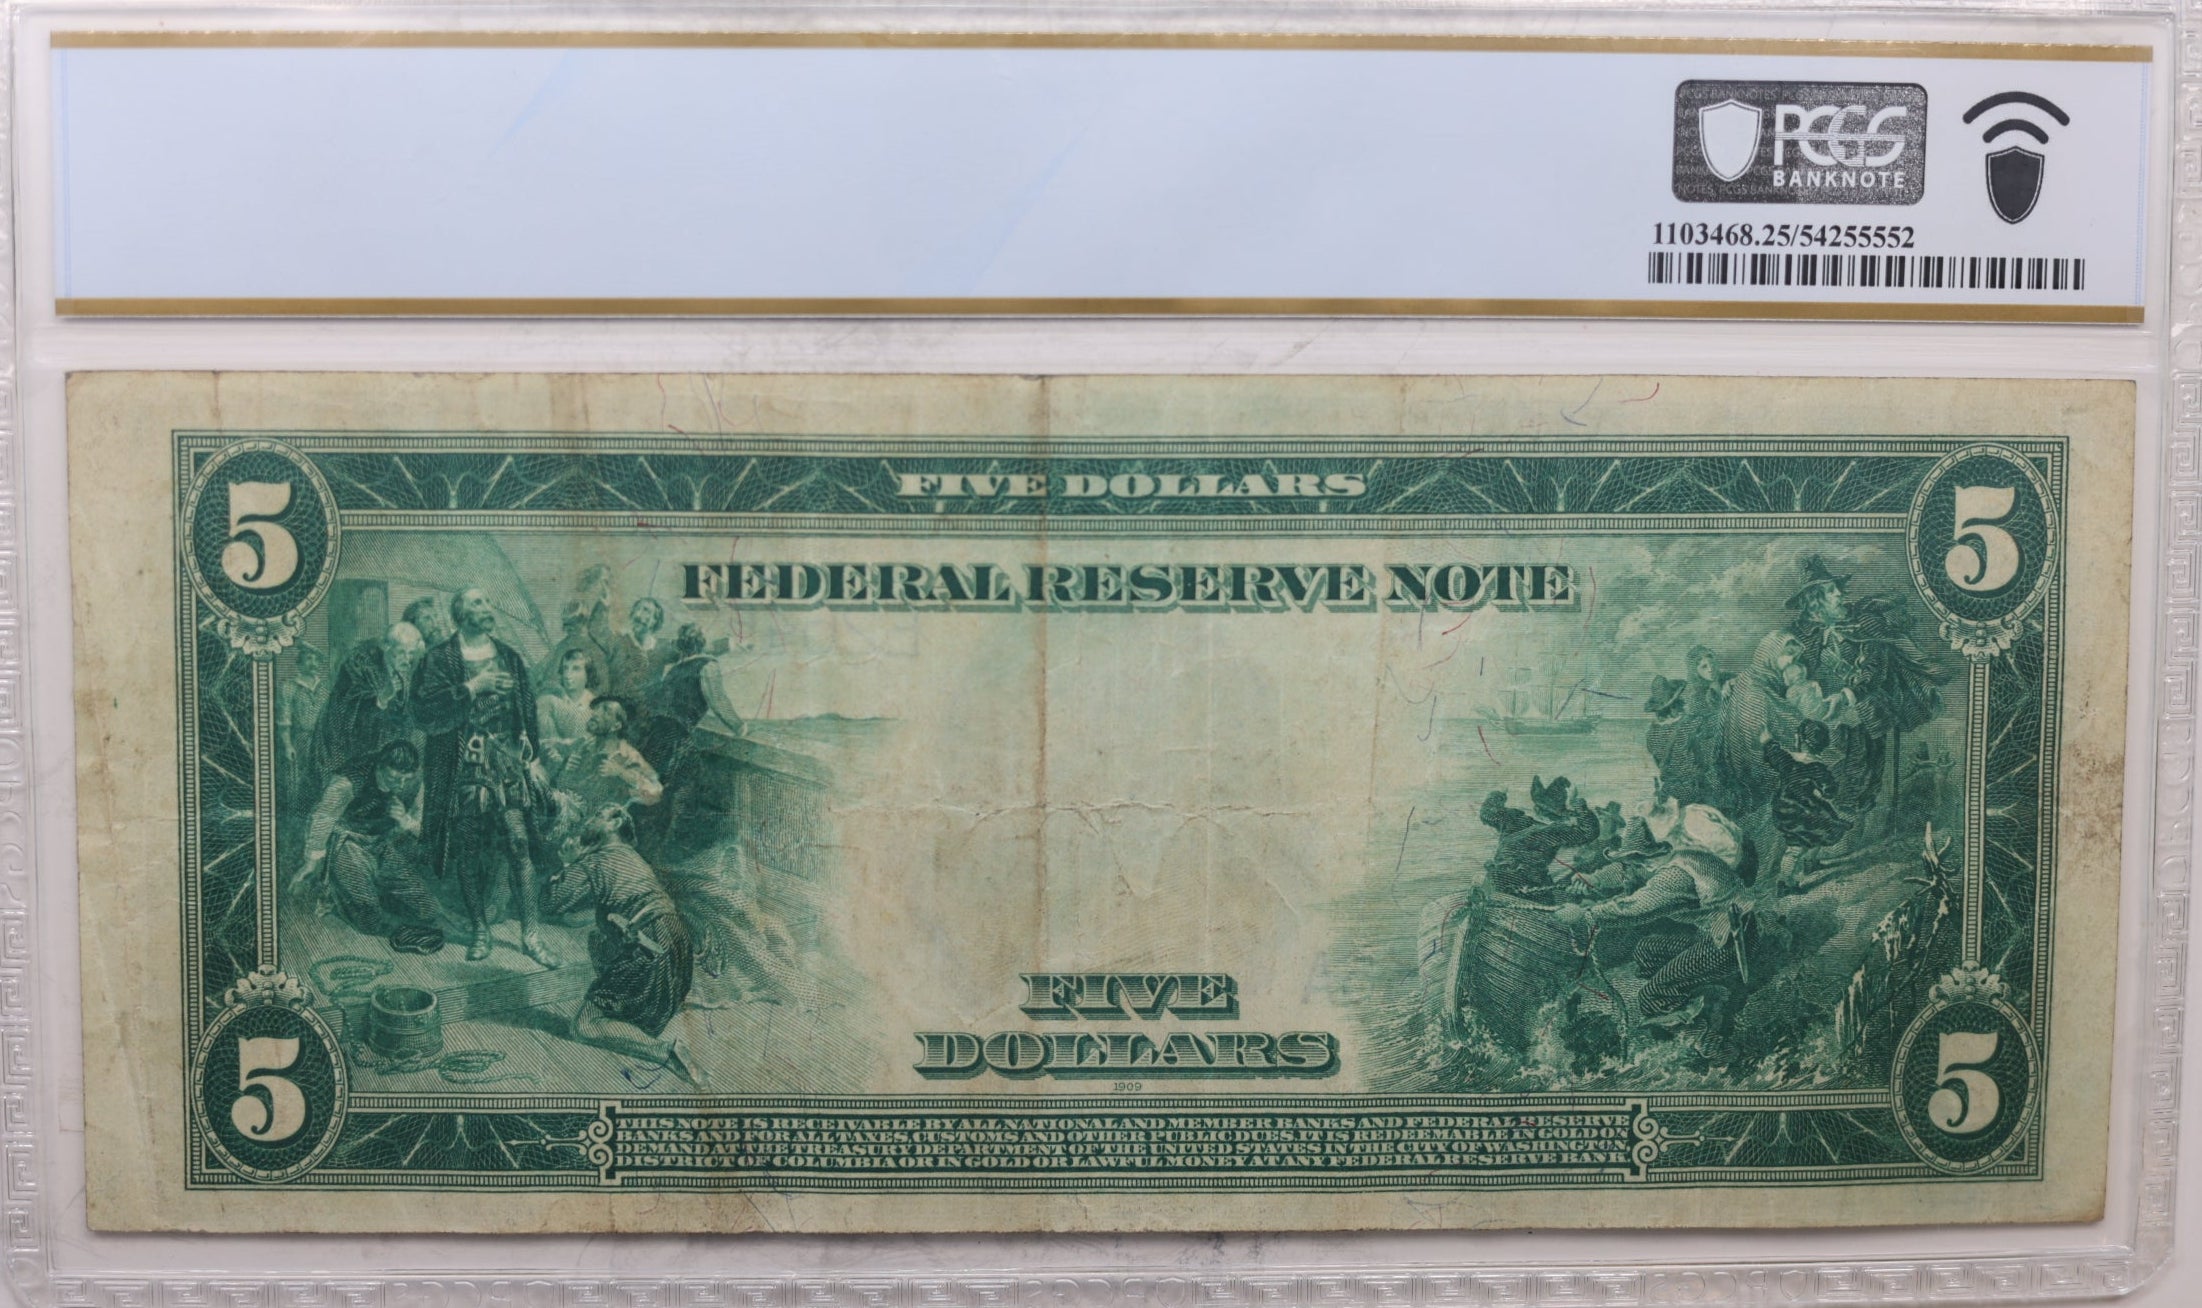 PCGS
BANKNOTE
1103468.25/54255552
FIVE DOLLARS
5 5
FEDERAL RESERVE NOTE
FIVE
DOLLARS
1909
5 5
THIS NOTE IS RECEIVABLE BY ALL NATIONAL AND MEMBER BANKS AND FEDERAL RESERVE
BANKS AND FOR ALL TAXES, CUSTOMS AND OTHER PUBLIC DUES. IT IS REDEEMABLE IN GOLD ON
DEMAND AT THE TREASURY DEPARTMENT OF THE UNITED STATES IN THE CITY OF WASHINGTON
DISTRICT OF COLUMBIA OR IN GOLD OR LAWFUL MONEY AT ANY FEDERAL RESERVE BANK.